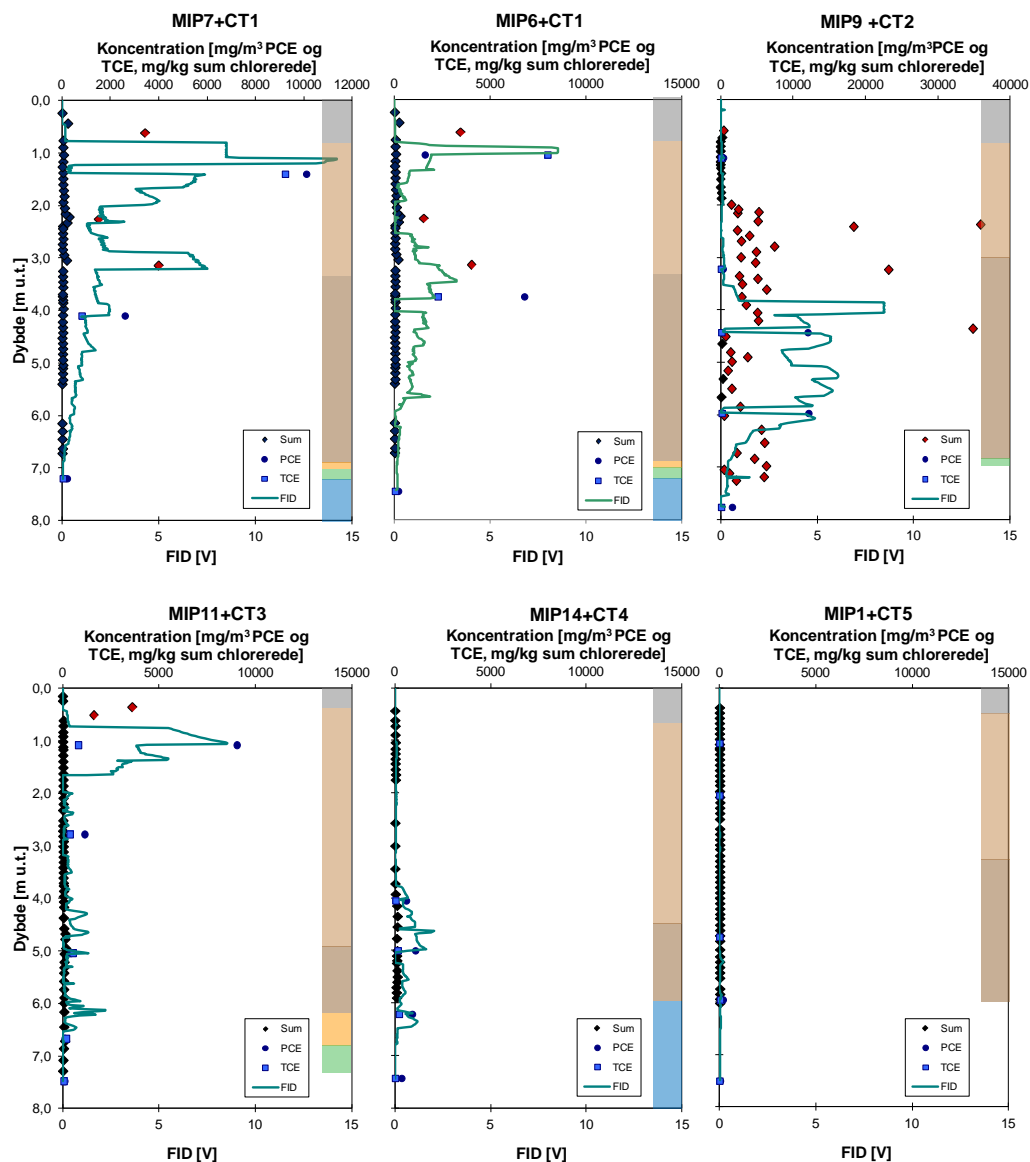 MIP7+CT1
Koncentration [mg/m³ PCE og
TCE, mg/kg sum chlorerede]
0 2000 4000 6000 8000 10000 12000
0,0
1,0
2,0
3,0
4,0
5,0
6,0
7,0
8,0
Dybde [m u.t.]
Sum
PCE
TCE
FID
0 5 10 15
FID [V]
MIP6+CT1
Koncentration [mg/m³ PCE og
TCE, mg/kg sum chlorerede]
0 5000 10000 15000
Sum
PCE
TCE
FID
0 5 10 15
FID [V]
MIP9 +CT2
Koncentration [mg/m³PCE og
TCE, mg/kg sum chlorerede]
0 10000 20000 30000 40000
Sum
PCE
TCE
FID
0 5 10 15
FID [V]
MIP11+CT3
Koncentration [mg/m³ PCE og
TCE, mg/kg sum chlorerede]
0 5000 10000 15000
0,0
1,0
2,0
3,0
4,0
5,0
6,0
7,0
8,0
Dybde [m u.t.]
Sum
PCE
TCE
FID
0 5 10 15
FID [V]
MIP14+CT4
Koncentration [mg/m³ PCE og
TCE, mg/kg sum chlorerede]
0 5000 10000 15000
Sum
PCE
TCE
FID
0 5 10 15
FID [V]
MIP1+CT5
Koncentration [mg/m³ PCE og
TCE, mg/kg sum chlorerede]
0 5000 10000 15000
Sum
PCE
TCE
FID
0 5 10 15
FID [V]